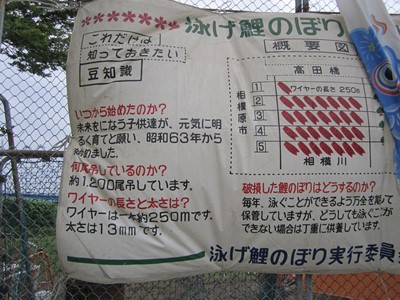 ******* 泳げ鯉のぼり
これだけは
知っておきたい
豆知識
概要図
高田橋
相模原市
1
2
3
4
5
ワイヤーの長さ250m
相模川
いつから始めたのか?
未来をになう子供達が、元気に明
るく育てと願い、昭和63年から
始めました。
何尾吊しているのか?
約1,200尾吊しています。
ワイヤーの長さと太さは?
ワイヤーは一本約250mです。
太さは13mmです。
破損した鯉のぼりはどうするのか?
毎年、泳ぐことができるよう万全を期して
保管していますが、どうしても泳ぐことが
できない場合は丁重に供養しています。
泳げ鯉のぼり実行委員